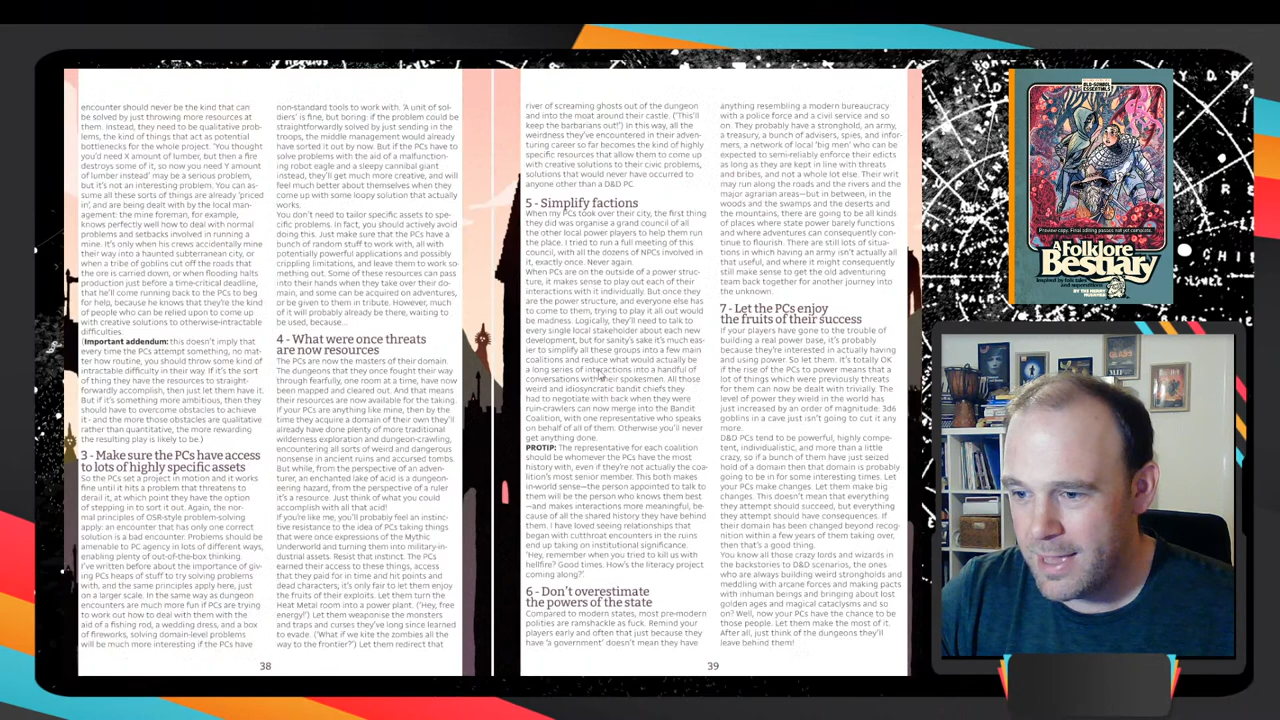 encounter should never be the kind that can
be solved by just throwing more resources at
them. Instead, they need to be qualitative prob-
lems, the kind of things that act as potential
bottlenecks for the whole project. 'You thought
you'd need X amount of lumber, but then a fire
destroys some of it, so now you need Y amount
of lumber instead' may be a serious problem,
but it's not an interesting problem. You can as-
sume all these sorts of things are already 'priced
in', and are being dealt with by the local man-
agement: the mine foreman, for example,
knows perfectly well how to deal with normal
problems and setbacks involved in running a
mine. It's only when his crews accidentally mine
their way into a haunted subterranean city, or
when a tribe of goblins cut off the roads that
the ore is carried down, or when flooding halts
production just before a time-critical deadline,
that he'll come running back to the PCs to beg
for help, because he knows that they're the kind
of people who can be relied upon to come up
with creative solutions to otherwise-intractable
difficulties.
(Important addendum: this doesn't imply that
every time the PCs attempt something, no mat-
ter how routine, you should throw some kind of
intractable difficulty in their way. If it's the sort
of thing they have the resources to straight-
forwardly accomplish, then just let them have it.
But if it's something more ambitious, then they
should have to overcome obstacles to achieve
it - and the more those obstacles are qualitative
rather than quantitative, the more rewarding
the resulting play is likely to be.)
3 - Make sure the PCs have access
to lots of highly specific assets
So the PCs set a project in motion and it works
fine until it hits a problem that threatens to
derail it, at which point they have the option
of stepping in to sort it out. Again, the nor-
mal principles of OSR-style problem-solving
apply: an encounter that has only one correct
solution is a bad encounter. Problems should be
amenable to PC agency in lots of different ways,
enabling plenty of out-of-the-box thinking.
I've written before about the importance of giv-
ing PCs heaps of stuff to try solving problems
with, and the same principles apply here, just
on a larger scale. In the same way as dungeon
encounters are much more fun if PCs are trying
to work out how to deal with them with the
aid of a fishing rod, a wedding dress, and a box
of fireworks, solving domain-level problems
will be much more interesting if the PCs have
non-standard tools to work with. 'A unit of sol-
diers' is fine, but boring: if the problem could be
straightforwardly solved by just sending in the
troops, the middle management would already
have sorted it out by now. But if the PCs have to
solve problems with the aid of a malfunction-
ing robot eagle and a sleepy cannibal giant
instead, they'll get much more creative, and will
feel much better about themselves when they
come up with some loopy solution that actually
works.
You don't need to tailor specific assets to spe-
cific problems. In fact, you should actively avoid
doing this. Just make sure that the PCs have a
bunch of random stuff to work with, all with
potentially powerful applications and possibly
crippling limitations, and leave them to work so-
mething out. Some of these resources can pass
into their hands when they take over their do-
main, and some can be acquired on adventures,
or be given to them in tribute. However, much
of it will probably already be there, waiting to
be used, because...
4 - What were once threats
are now resources
The PCs are now the masters of their domain.
The dungeons that they once fought their way
through fearfully, one room at a time, have now
been mapped and cleared out. And that means
their resources are now available for the taking.
If your PCs are anything like mine, then by the
time they acquire a domain of their own they'll
already have done plenty of more traditional
wilderness exploration and dungeon-crawling,
encountering all sorts of weird and dangerous
nonsense in ancient ruins and accursed tombs.
But while, from the perspective of an adven-
turer, an enchanted lake of acid is a dungeon-
eering hazard, from the perspective of a ruler
it's a resource. Just think of what you could
accomplish with all that acid!
If you're like me, you'll probably feel an instinc-
tive resistance to the idea of PCs taking things
that were once expressions of the Mythic
Underworld and turning them into military-in-
dustrial assets. Resist that instinct. The PCs
earned their access to these things, access
that they paid for in time and hit points and
dead characters; it's only fair to let them enjoy
the fruits of their exploits. Let them turn the
Heat Metal room into a power plant. ('Hey, free
energy!') Let them weaponise the monsters
and traps and curses they've long since learned
to evade. ('What if we kite the zombies all the
way to the frontier?') Let them redirect that
38
river of screaming ghosts out of the dungeon
and into the moat around their castle. ('This'll
keep the barbarians out!') In this way, all the
weirdness they've encountered in their adven-
turing career so far becomes the kind of highly
specific resources that allow them to come up
with creative solutions to their civic problems,
solutions that would never have occurred to
anyone other than a D&D PC.
5 - Simplify factions
When my PCs took over their city, the first thing
they did was organise a grand council of all
the other local power players to help them run
the place. I tried to run a full meeting of this
council, with all the dozens of NPCs involved in
it, exactly once. Never again.
When PCs are on the outside of a power struc-
ture, it makes sense to play out each of their
interactions with it individually. But once they
are the power structure, and everyone else has
to come to them, trying to play it all out would
be madness. Logically, they'll need to talk to
every single local stakeholder about each new
development, but for sanity's sake it's much eas-
ier to simplify all these groups into a few main
coalitions and reduce what would actually be
a long series of interactions into a handful of
conversations with their spokesmen. All those
weird and idiosyncratic bandit chiefs they
had to negotiate with back when they were
ruin-crawlers can now merge into the Bandit
Coalition, with one representative who speaks
on behalf of all of them. Otherwise you'll never
get anything done.
PROTIP: The representative for each coalition
should be whomever the PCs have the most
history with, even if they're not actually the coa-
lition's most senior member. This both makes
in-world sense—the person appointed to talk to
them will be the person who knows them best
—and makes interactions more meaningful, be-
cause of all the shared history they have behind
them. I have loved seeing relationships that
began with cutthroat encounters in the ruins
end up taking on institutional significance.
'Hey, remember when you tried to kill us with
hellfire? Good times. How's the literacy project
coming along?'.
6 - Don't overestimate
the powers of the state
Compared to modern states, most pre-modern
polities are ramshackle as fuck. Remind your
players early and often that just because they
have 'a government' doesn't mean they have
anything resembling a modern bureaucracy
with a police force and a civil service and so
on. They probably have a stronghold, an army,
a treasury, a bunch of advisers, spies, and infor-
mers, a network of local 'big men' who can be
expected to semi-reliably enforce their edicts
as long as they are kept in line with threats
and bribes, and not a whole lot else. Their writ
may run along the roads and the rivers and the
major agrarian areas—but in between, in the
woods and the swamps and the deserts and
the mountains, there are going to be all kinds
of places where state power barely functions
and where adventures can consequently con-
tinue to flourish. There are still lots of situa-
tions in which having an army isn't actually all
that useful, and where it might consequently
still make sense to get the old adventuring
team back together for another journey into
the unknown.
7 - Let the PCs enjoy
the fruits of their success
If your players have gone to the trouble of
building a real power base, it's probably
because they're interested in actually having
and using power. So let them. It's totally OK
if the rise of the PCs to power means that a
lot of things which were previously threats
for them can now be dealt with trivially. The
level of power they wield in the world has
just increased by an order of magnitude: 3d6
goblins in a cave just isn't going to cut it any
more.
D&D PCs tend to be powerful, highly compe-
tent, individualistic, and more than a little
crazy, so if a bunch of them have just seized
hold of a domain then that domain is probably
going to be in for some interesting times. Let
your PCs make changes. Let them make big
changes. This doesn't mean that everything
they attempt should succeed, but everything
they attempt should have consequences. If
their domain has been changed beyond recog-
nition within a few years of them taking over,
then that's a good thing.
You know all those crazy lords and wizards in
the backstories to D&D scenarios, the ones
who are always building weird strongholds and
meddling with arcane forces and making pacts
with inhuman beings and bringing about lost
golden ages and magical cataclysms and so
on? Well, now your PCs have the chance to be
those people. Let them make the most of it.
After all, just think of the dungeons they'll
leave behind them!
39
OLD-SCHOOL
ESSENTIALS
Preview copy. Final editing passes not yet complete.
A Folklore
Bestiary